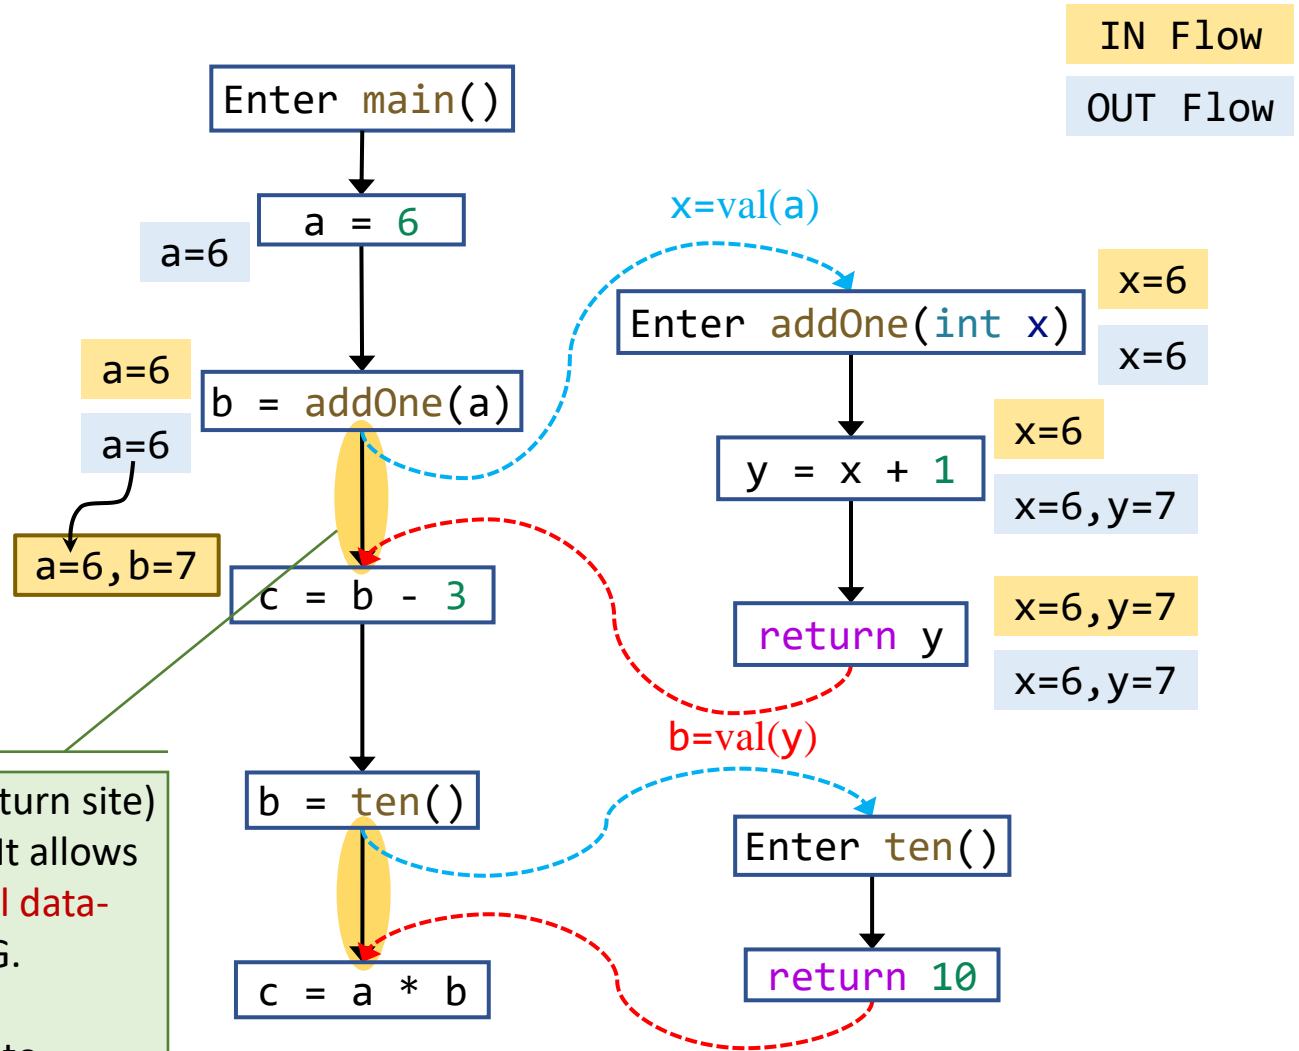 IN Flow
OUT Flow
Enter main()
a = 6
a=6
x=val(a)
Enter addOne(int x)
x=6
x=6
a=6
b = addOne(a)
a=6
a=6,b=7
y = x + 1
x=6
x=6,y=7
c = b - 3
return y
x=6,y=7
x=6,y=7
b=val(y)
b = ten()
Enter ten()
return 10
c = a * b
turn site)
It allows
l data-
G.